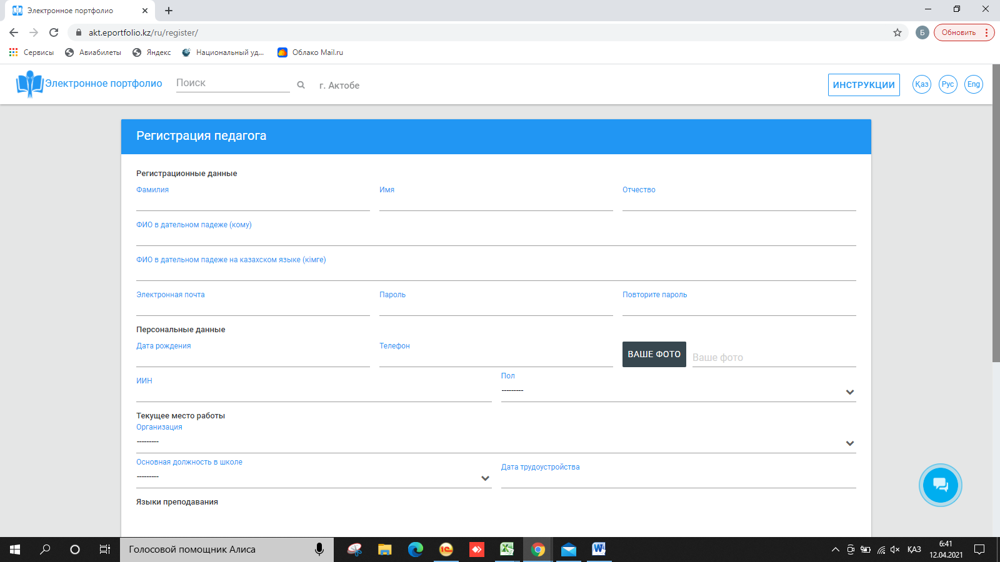 Электронное портфолио
akt.eportfolio.kz/ru/register/
Б
Обновить
Сервисы Авиабилеты Яндекс Национальный уд... Облако Mail.ru
Электронное портфолио Поиск г. Актобе ИНСТРУКЦИИ Қаз Рус Eng
Регистрация педагога
Регистрационные данные
Фамилия Имя Отчество
ФИО в дательном падеже (кому)
ФИО в дательном падеже на казахском языке (кімге)
Электронная почта Пароль Повторите пароль
Персональные данные
Дата рождения Телефон
ВАШЕ ФОТО Ваше фото
ИИН Пол
---------
Текущее место работы
Организация
---------
Основная должность в школе Дата трудоустройства
---------
Языки преподавания
Голосовой помощник Алиса
ҚАЗ
6:41
12.04.2021